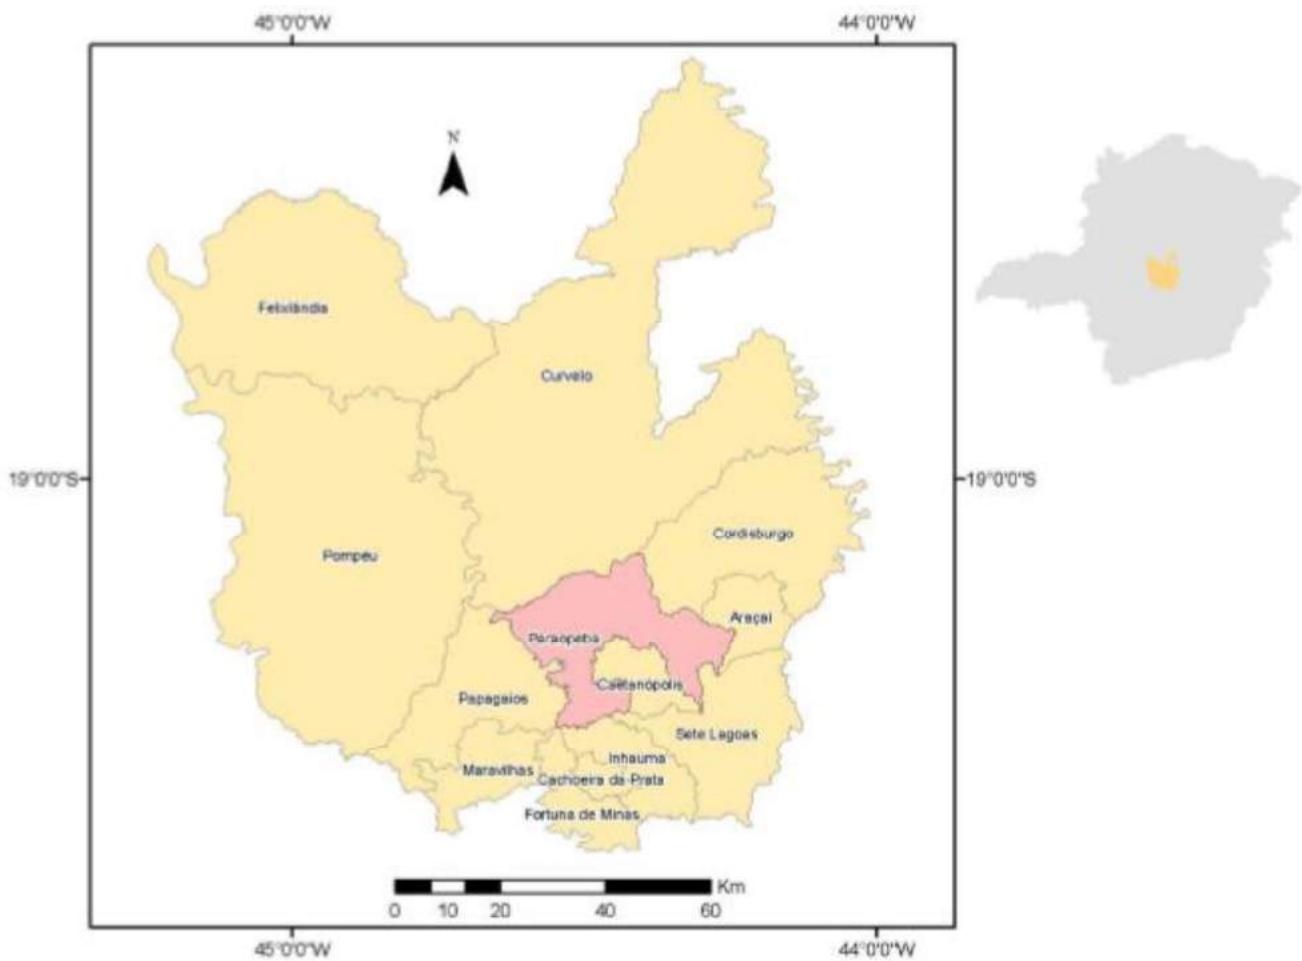 45°0'0"W 44°0'0"W
N
Felixlândia
Curvelo
19°0'0"S 19°0'0"S
Cordisburgo
Pompéu
Araçaí
Paraopeba
Caetanópolis
Papagaios
Sete Lagoas
Inhauma
Maravilhas
Cachoeira da Prata
Fortuna de Minas
Km
0 10 20 40 60
45°0'0"W 44°0'0"W